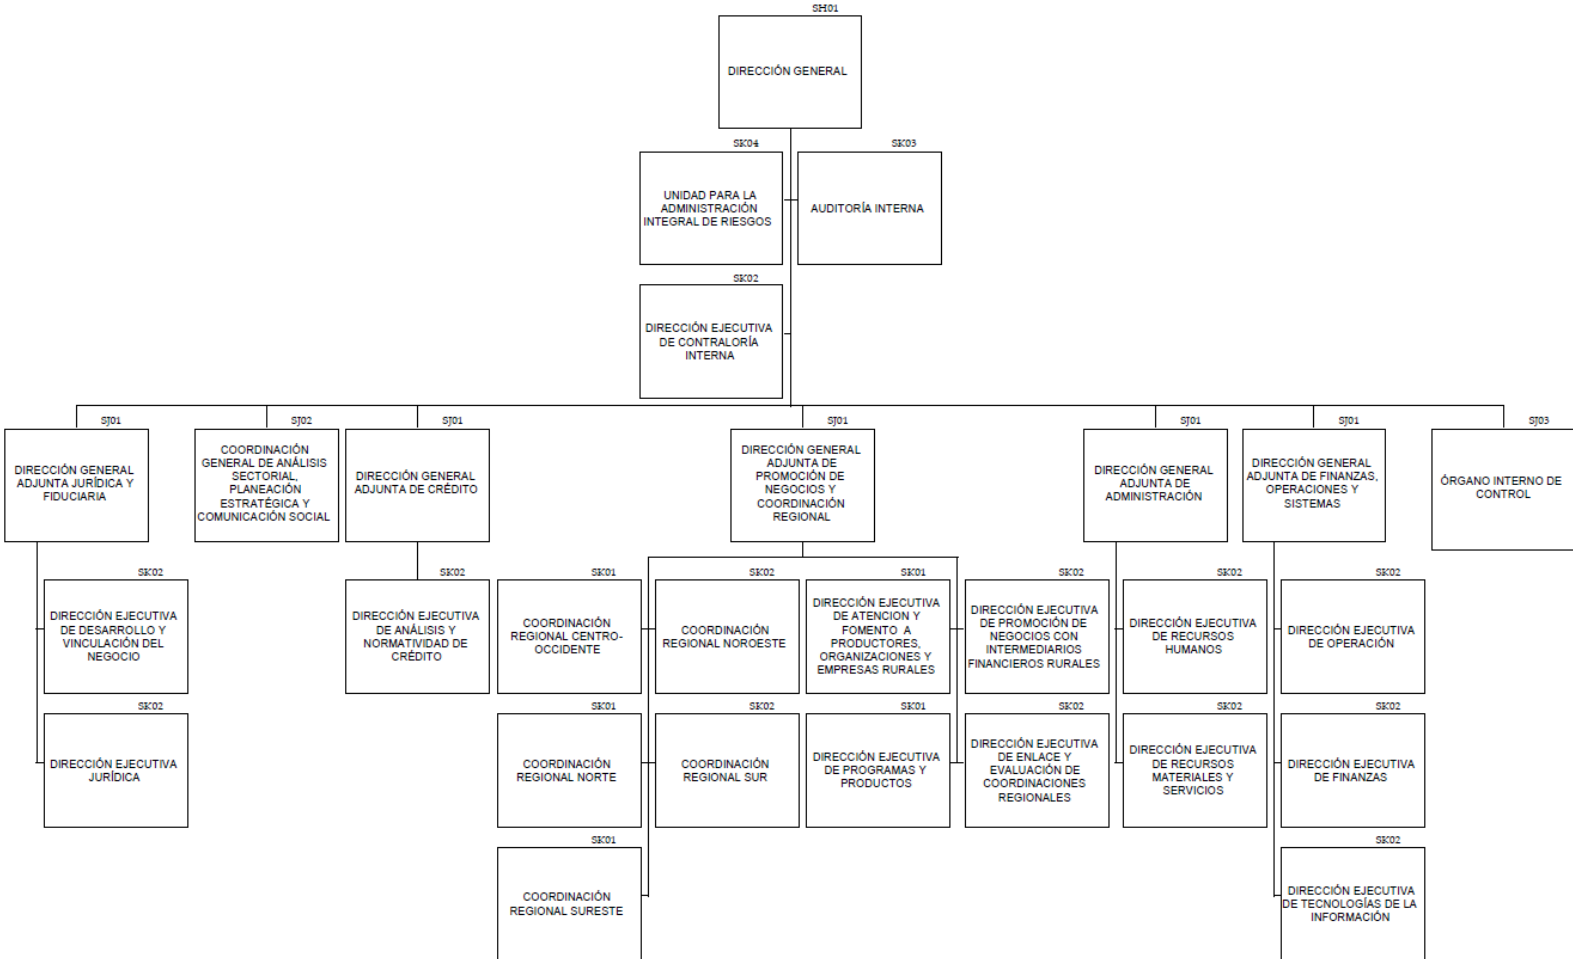 SH01
DIRECCIÓN GENERAL
SK04
UNIDAD PARA LA
ADMINISTRACIÓN
INTEGRAL DE RIESGOS
SK03
AUDITORÍA INTERNA
SK02
DIRECCIÓN EJECUTIVA
DE CONTRALORÍA
INTERNA
SJ01
DIRECCIÓN GENERAL
ADJUNTA JURÍDICA Y
FIDUCIARIA
SJ02
COORDINACIÓN
GENERAL DE ANÁLISIS
SECTORIAL,
PLANEACIÓN
ESTRATÉGICA Y
COMUNICACIÓN SOCIAL
SJ01
DIRECCIÓN GENERAL
ADJUNTA DE CRÉDITO
SJ01
DIRECCIÓN GENERAL
ADJUNTA DE
PROMOCIÓN DE
NEGOCIOS Y
COORDINACIÓN
REGIONAL
SJ01
DIRECCIÓN GENERAL
ADJUNTA DE
ADMINISTRACIÓN
SJ01
DIRECCIÓN GENERAL
ADJUNTA DE FINANZAS,
OPERACIONES Y
SISTEMAS
SJ03
ÓRGANO INTERNO DE
CONTROL
SK02
DIRECCIÓN EJECUTIVA
DE DESARROLLO Y
VINCULACIÓN DEL
NEGOCIO
SK02
DIRECCIÓN EJECUTIVA
DE ANÁLISIS Y
NORMATIVIDAD DE
CRÉDITO
SK01
COORDINACIÓN
REGIONAL CENTRO-
OCCIDENTE
SK02
COORDINACIÓN
REGIONAL NOROESTE
SK01
DIRECCIÓN EJECUTIVA
DE ATENCION Y
FOMENTO A
PRODUCTORES,
ORGANIZACIONES Y
EMPRESAS RURALES
SK02
DIRECCIÓN EJECUTIVA
DE PROMOCIÓN DE
NEGOCIOS CON
INTERMEDIARIOS
FINANCIEROS RURALES
SK02
DIRECCIÓN EJECUTIVA
DE RECURSOS
HUMANOS
SK02
DIRECCIÓN EJECUTIVA
DE OPERACIÓN
SK02
DIRECCIÓN EJECUTIVA
JURÍDICA
SK01
COORDINACIÓN
REGIONAL NORTE
SK02
COORDINACIÓN
REGIONAL SUR
SK01
DIRECCIÓN EJECUTIVA
DE PROGRAMAS Y
PRODUCTOS
SK02
DIRECCIÓN EJECUTIVA
DE ENLACE Y
EVALUACIÓN DE
COORDINACIONES
REGIONALES
SK02
DIRECCIÓN EJECUTIVA
DE RECURSOS
MATERIALES Y
SERVICIOS
SK02
DIRECCIÓN EJECUTIVA
DE FINANZAS
SK01
COORDINACIÓN
REGIONAL SURESTE
SK02
DIRECCIÓN EJECUTIVA
DE TECNOLOGÍAS DE LA
INFORMACIÓN